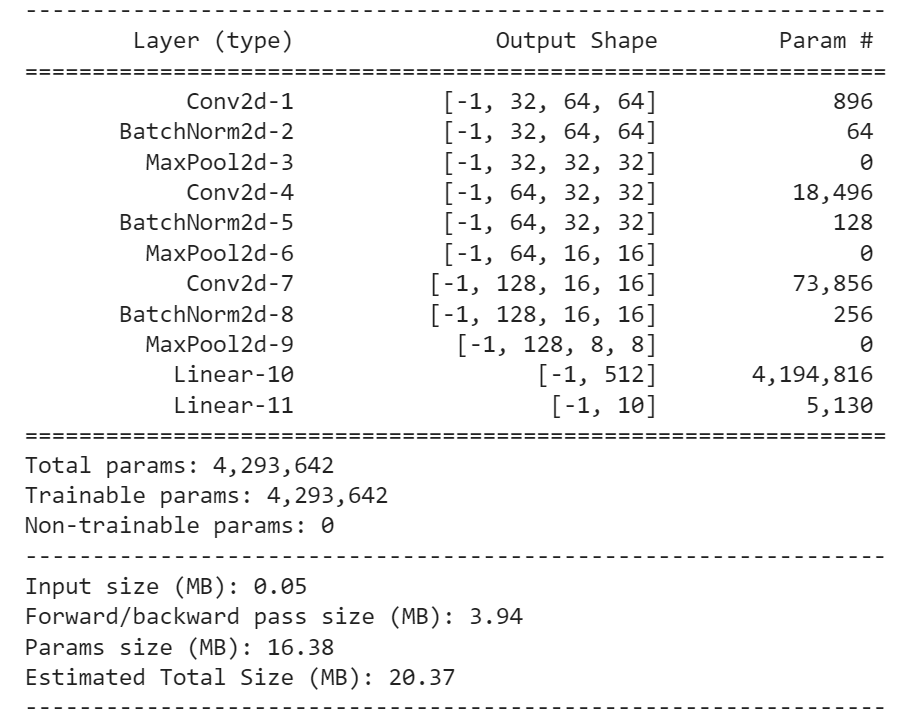 ----------------------------------------------------------------
        Layer (type)               Output Shape         Param #
================================================================
            Conv2d-1           [-1, 32, 64, 64]             896
       BatchNorm2d-2           [-1, 32, 64, 64]              64
         MaxPool2d-3           [-1, 32, 32, 32]               0
            Conv2d-4           [-1, 64, 32, 32]          18,496
       BatchNorm2d-5           [-1, 64, 32, 32]             128
         MaxPool2d-6           [-1, 64, 16, 16]               0
            Conv2d-7          [-1, 128, 16, 16]          73,856
       BatchNorm2d-8          [-1, 128, 16, 16]             256
         MaxPool2d-9            [-1, 128, 8, 8]               0
           Linear-10                  [-1, 512]       4,194,816
           Linear-11                   [-1, 10]           5,130
================================================================
Total params: 4,293,642
Trainable params: 4,293,642
Non-trainable params: 0
----------------------------------------------------------------
Input size (MB): 0.05
Forward/backward pass size (MB): 3.94
Params size (MB): 16.38
Estimated Total Size (MB): 20.37
----------------------------------------------------------------